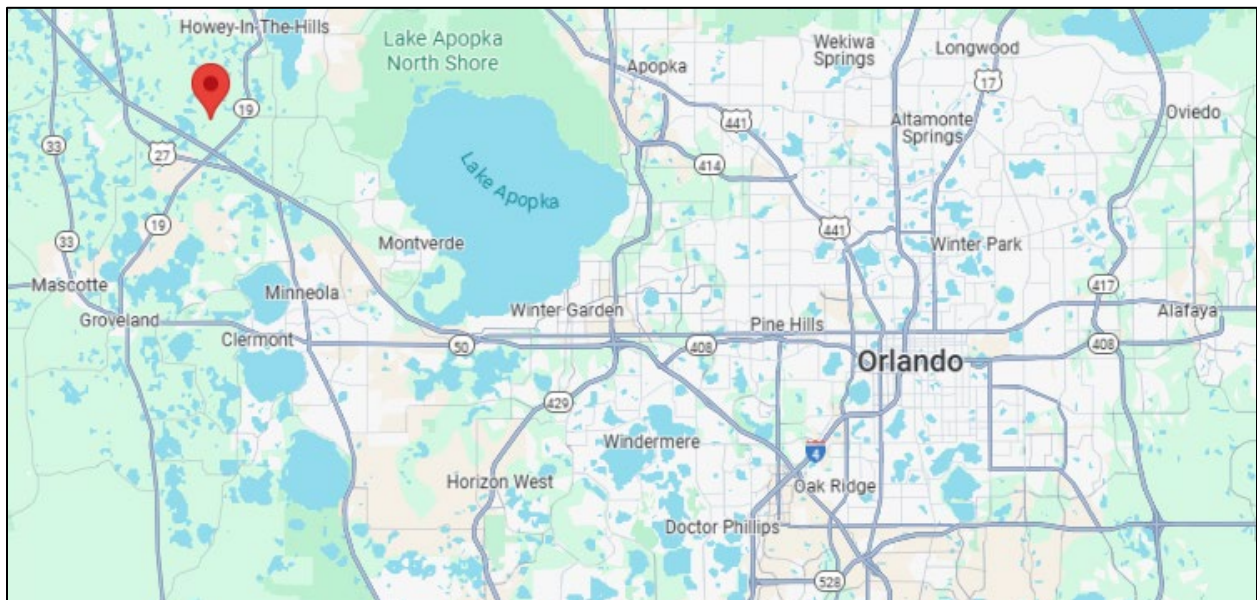 Howey-In-The-Hills
Lake Apopka
North Shore
Wekiwa
Springs
Longwood
Apopka
17
19
441
Altamonte
Springs
Oviedo
33
27
414
Lake Apopka
19
441
33
Montverde
Winter Park
Mascotte
Minneola
417
Winter Garden
Alafaya
Groveland
Pine Hills
Clermont
50
408
408
Orlando
429
Windermere
4
Horizon West
Oak Ridge
Doctor Phillips
528